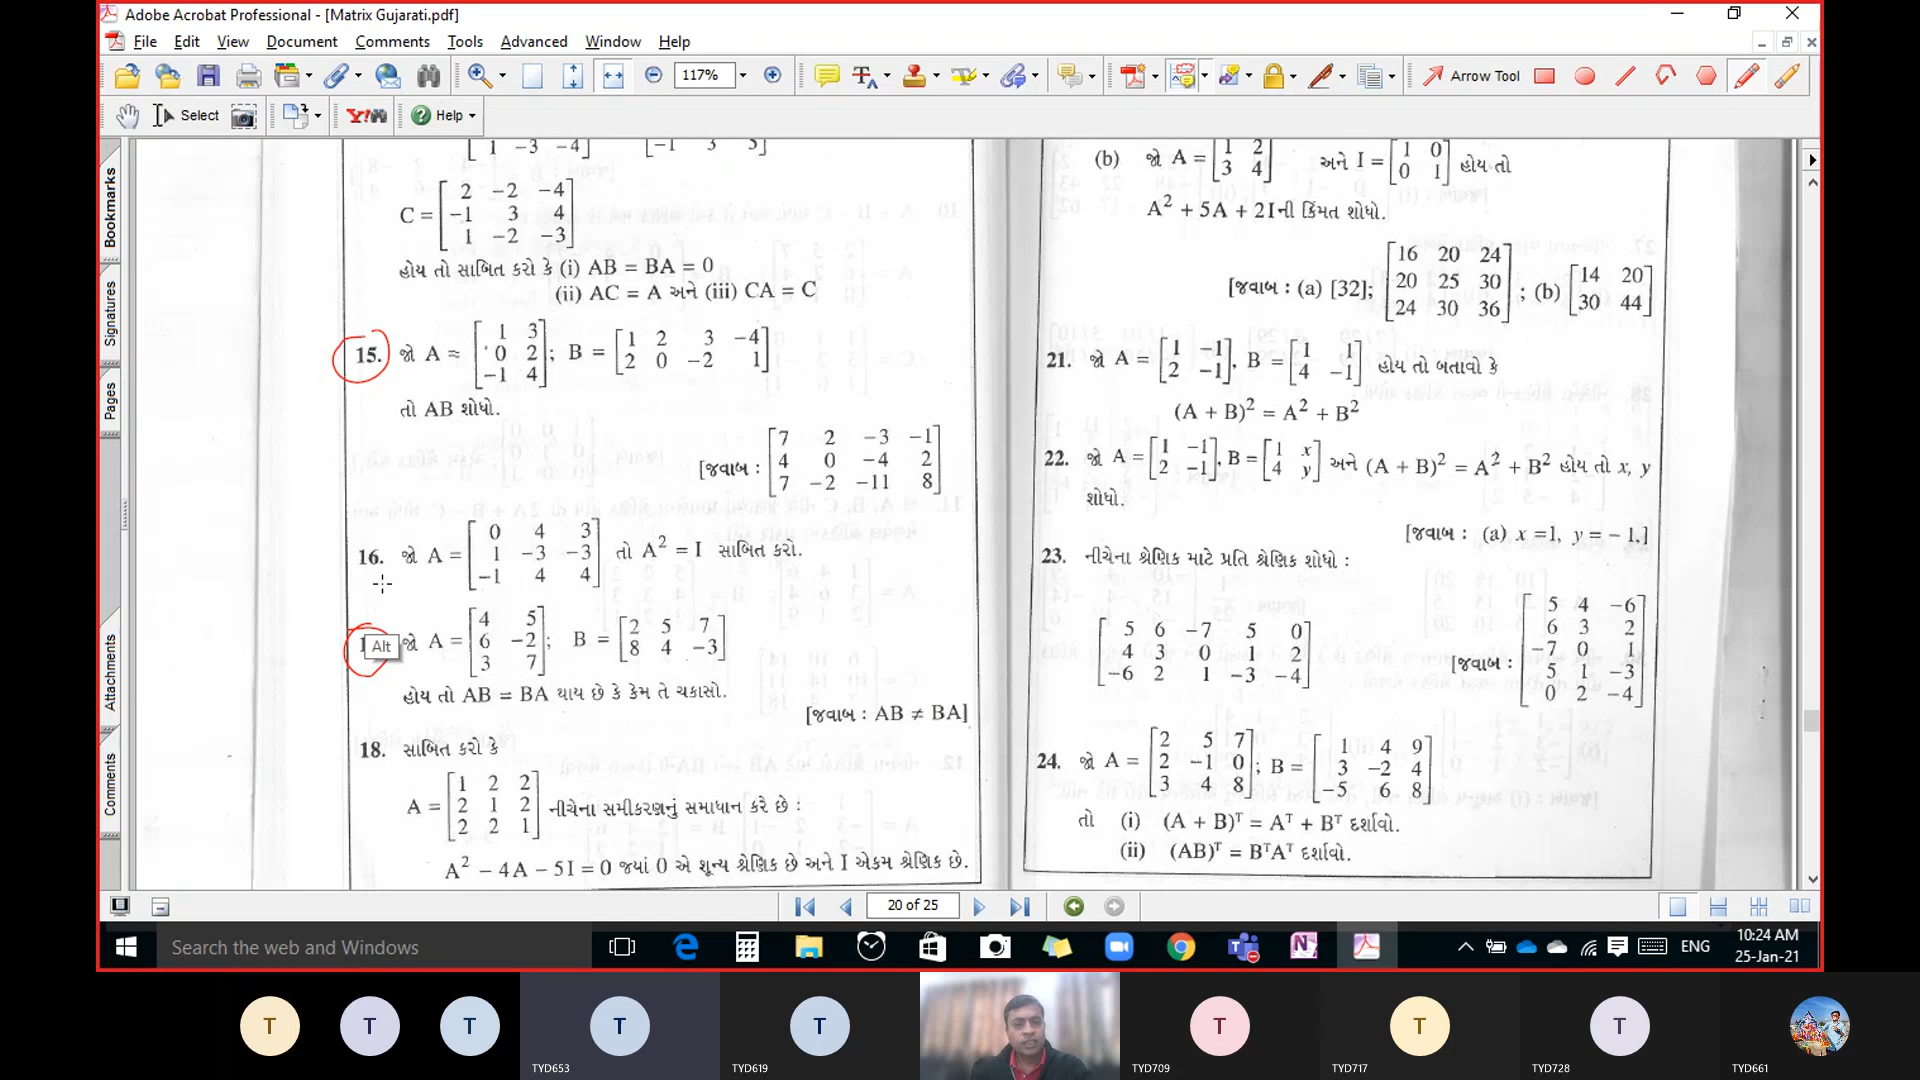 Adobe Acrobat Professional - [Matrix Gujarati.pdf]
File Edit View Document Comments Tools Advanced Window Help
117% Arrow Tool
Select Y! Help
Bookmarks
Signatures
Pages
Attachments
Comments
1 -3 -4 -1 3 5
C = 2 -2 -4
-1 3 4
1 -2 -3
હોય તો સાબિત કરો કે (i) AB = BA = 0
(ii) AC = A અને (iii) CA = C
15. જો A = [1 3; 0 2; -1 4]; B = [1 2 3 -4; 2 0 -2 1]
તો AB શોધો.
[જવાબ : [7 2 -3 -1; 4 0 -4 2; 7 -2 -11 8]
16. જો A = [0 4 3; 1 -3 -3; -1 4 4] તો A² = I સાબિત કરો.
Alt
જો A = [4 5; 6 -2; 3 7]; B = [2 5 7; 8 4 -3]
હોય તો AB = BA થાય છે કે કેમ તે ચકાસો.
[જવાબ : AB ≠ BA]
18. સાબિત કરો કે
A = [1 2 2; 2 1 2; 2 2 1] નીચેના સમીકરણનું સમાધાન કરે છે :
A² - 4A - 5I = 0 જ્યાં 0 એ શૂન્ય શ્રેણિક છે અને I એકમ શ્રેણિક છે.
(b) જો A = [1 2; 3 4] અને I = [1 0; 0 1] હોય તો
A² + 5A + 2Iની કિંમત શોધો.
[જવાબ : (a) [32]; [16 20 24; 20 25 30; 24 30 36]; (b) [14 20; 30 44]
21. જો A = [1 -1; 2 -1], B = [1 1; 4 -1] હોય તો બતાવો કે
(A + B)² = A² + B²
22. જો A = [1 -1; 2 -1], B = [1 x; 4 y] અને (A + B)² = A² + B² હોય તો x, y
શોધો.
[જવાબ : (a) x =1, y = - 1,]
23. નીચેના શ્રેણિક માટે પ્રતિ શ્રેણિક શોધો :
[5 6 -7 5 0; 4 3 0 1 2; -6 2 1 -3 -4] [જવાબ : [5 4 -6; 6 3 2; -7 0 1; 5 1 -3; 0 2 -4]
24. જો A = [2 5 7; 2 -1 0; 3 4 8]; B = [1 4 9; 3 -2 4; -5 6 8]
તો (i) (A + B)ᵀ = Aᵀ + Bᵀ દર્શાવો.
(ii) (AB)ᵀ = BᵀAᵀ દર્શાવો.
20 of 25
Search the web and Windows
ENG
10:24 AM
25-Jan-21
T T T T T T T T
TYD653 TYD619 TYD709 TYD717 TYD728 TYD661